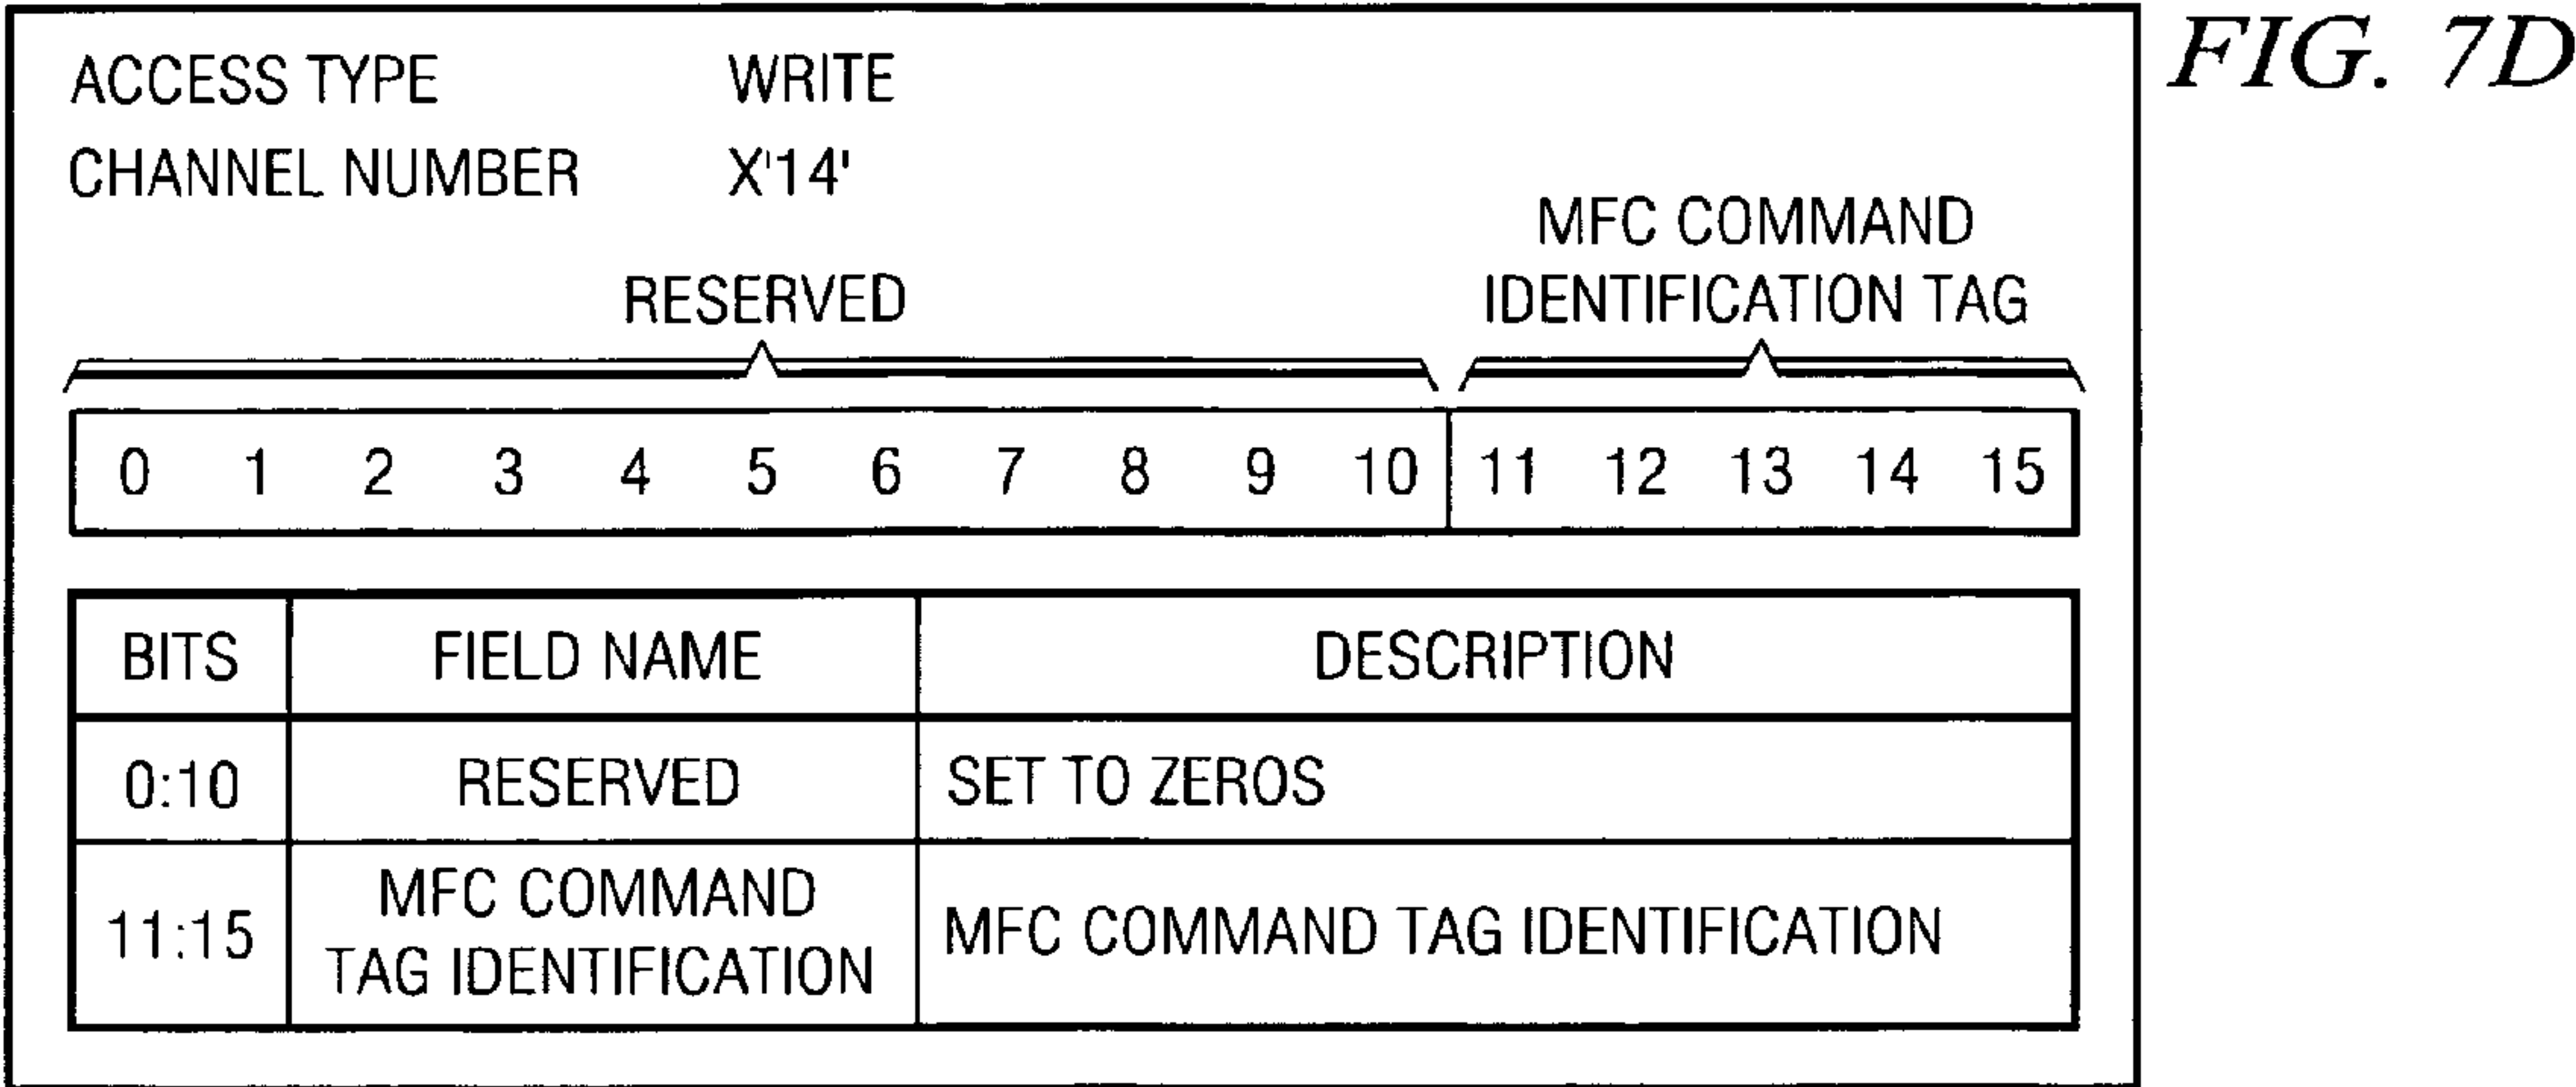 FIG. 7D
ACCESS TYPE WRITE
CHANNEL NUMBER X'14'
RESERVED
MFC COMMAND
IDENTIFICATION TAG
0 1 2 3 4 5 6 7 8 9 10 11 12 13 14 15
BITS FIELD NAME DESCRIPTION
0:10 RESERVED SET TO ZEROS
11:15 MFC COMMAND
TAG IDENTIFICATION MFC COMMAND TAG IDENTIFICATION